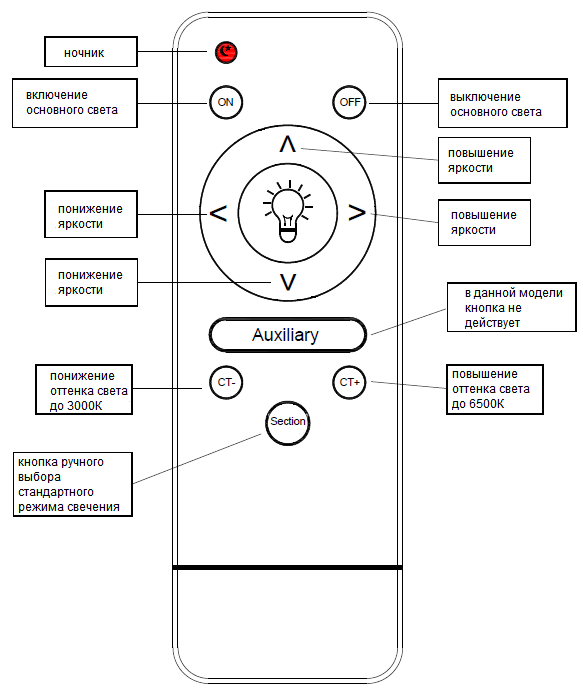 ночник
включение
основного света
ON
OFF
выключение
основного света
повышение
яркости
понижение
яркости
повышение
яркости
понижение
яркости
в данной модели
кнопка не
действует
Auxiliary
понижение
оттенка света
до 3000К
CT-
CT+
повышение
оттенка света
до 6500К
Section
кнопка ручного
выбора
стандартного
режима свечения